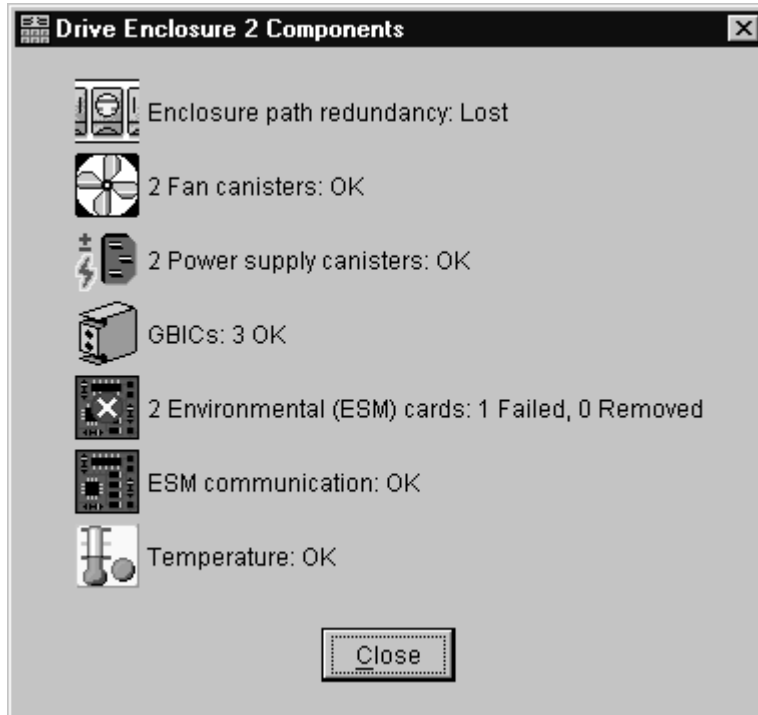 Drive Enclosure 2 Components
Enclosure path redundancy: Lost
2 Fan canisters: OK
2 Power supply canisters: OK
GBICs: 3 OK
2 Environmental (ESM) cards: 1 Failed, 0 Removed
ESM communication: OK
Temperature: OK
Close